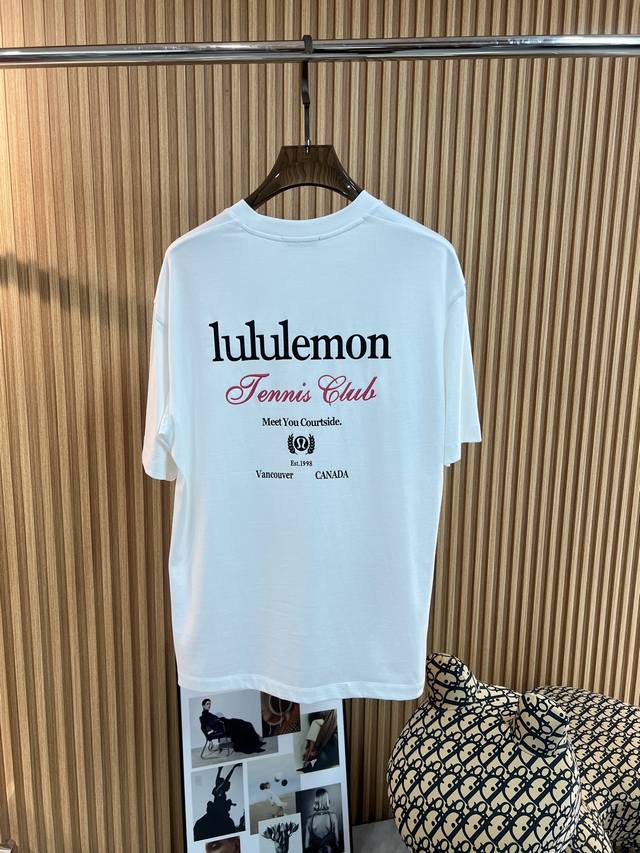 lululemon
Tennis Club
Meet You Courtside.
Est.1998
Vancouver CANADA